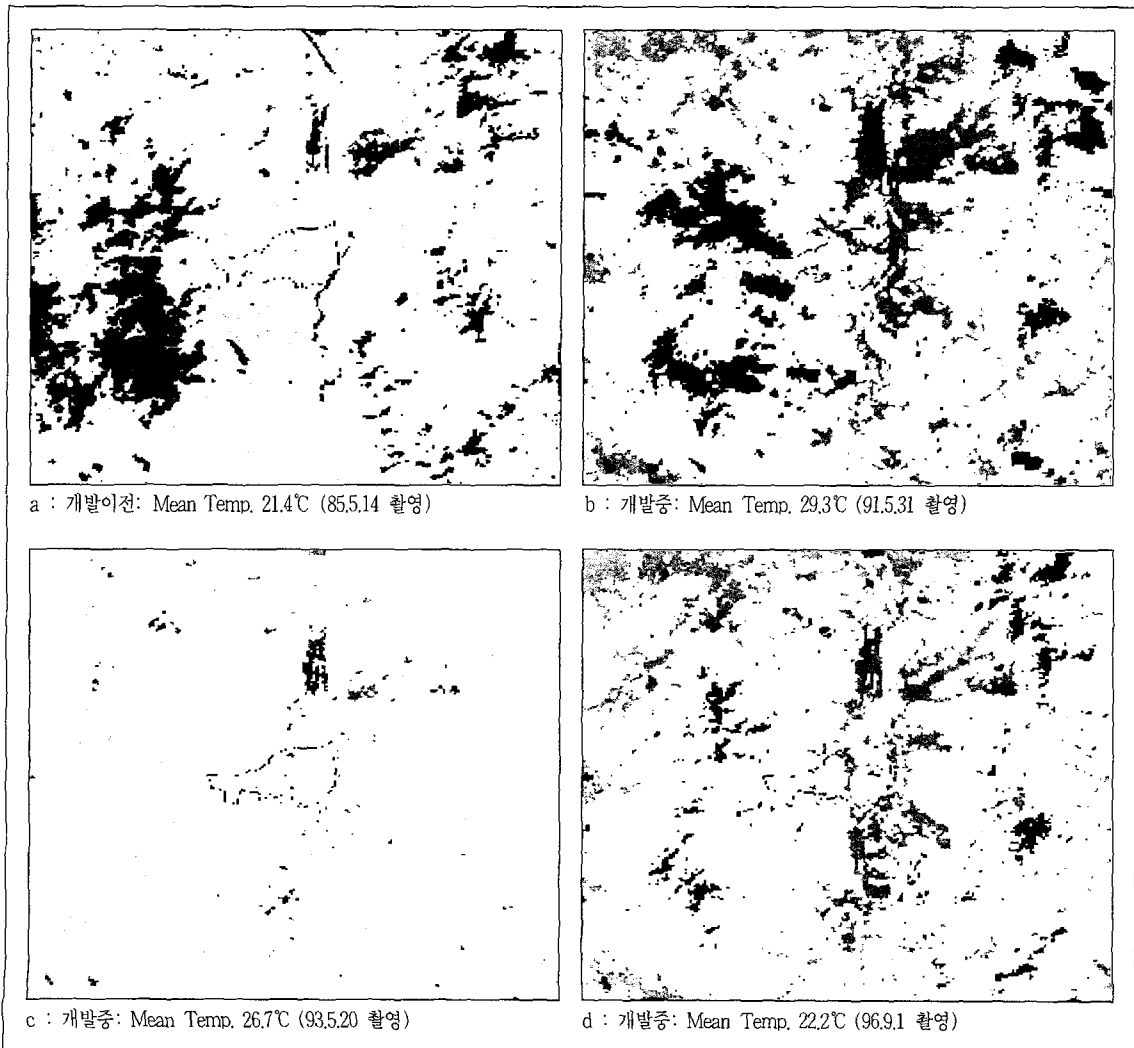 a : 개발이전: Mean Temp. 21.4℃ (85.5.14 촬영)
b : 개발중: Mean Temp. 29.3℃ (91.5.31 촬영)
c : 개발중: Mean Temp. 26.7℃ (93.5.20 촬영)
d : 개발중: Mean Temp. 22.2℃ (96.9.1 촬영)